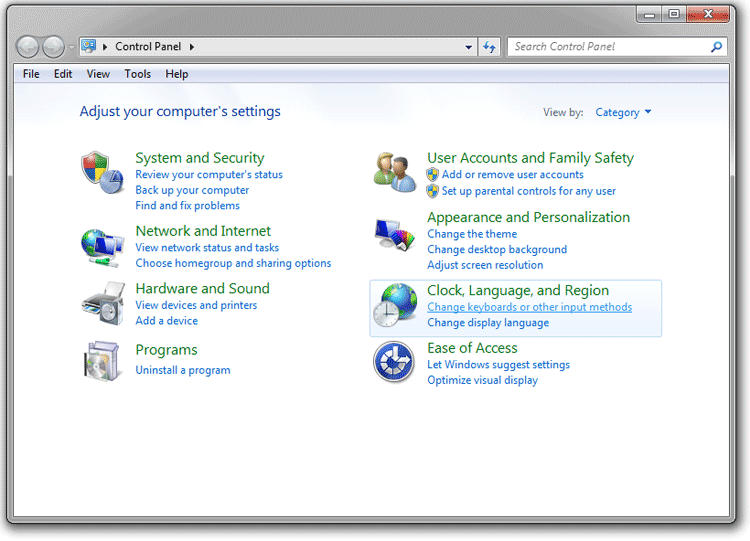 Control Panel
Search Control Panel
File Edit View Tools Help
Adjust your computer's settings
View by: Category
System and Security
Review your computer's status
Back up your computer
Find and fix problems
Network and Internet
View network status and tasks
Choose homegroup and sharing options
Hardware and Sound
View devices and printers
Add a device
Programs
Uninstall a program
User Accounts and Family Safety
Add or remove user accounts
Set up parental controls for any user
Appearance and Personalization
Change the theme
Change desktop background
Adjust screen resolution
Clock, Language, and Region
Change keyboards or other input methods
Change display language
Ease of Access
Let Windows suggest settings
Optimize visual display